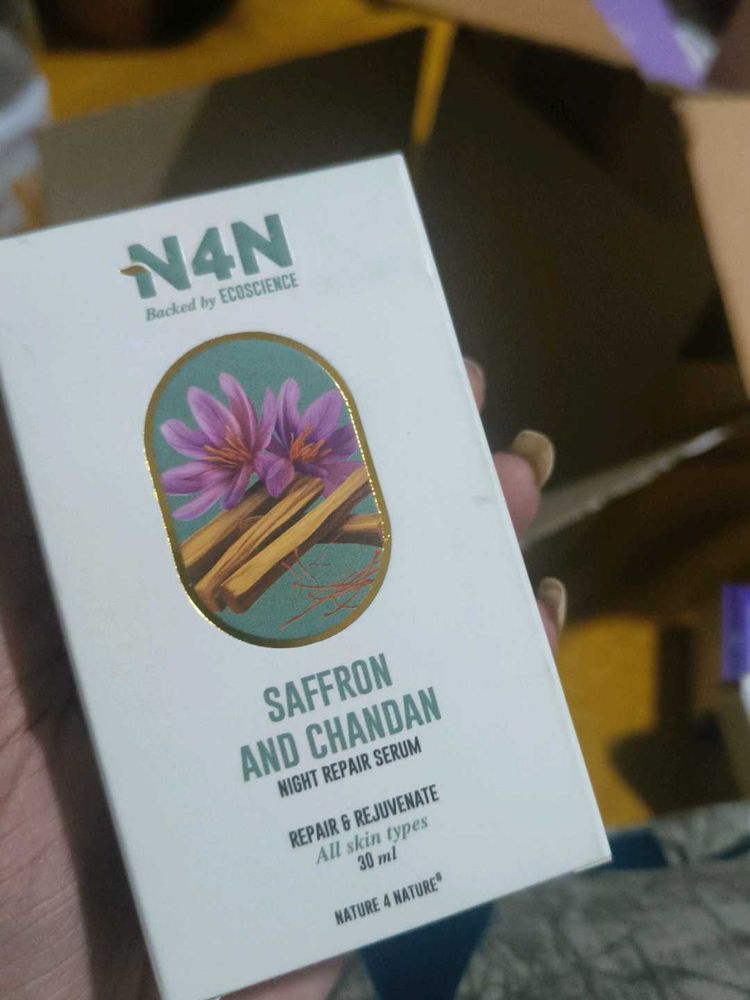 N4N
Backed by ECOSCIENCE
SAFFRON
AND CHANDAN
NIGHT REPAIR SERUM
REPAIR & REJUVENATE
All skin types
30 ml
NATURE 4 NATURE®